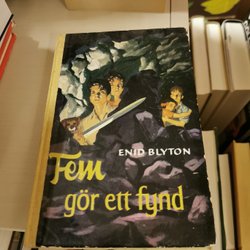 ENID BLYTON
Fem
gör ett fynd